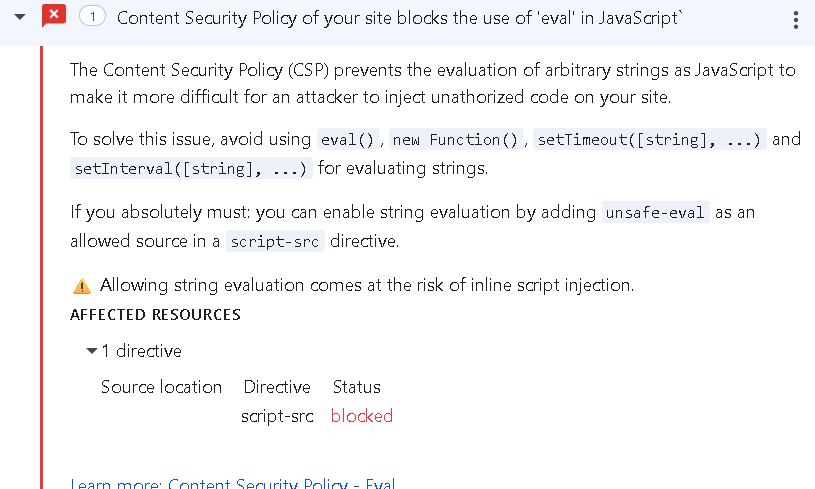 1 Content Security Policy of your site blocks the use of 'eval' in JavaScript`
The Content Security Policy (CSP) prevents the evaluation of arbitrary strings as JavaScript to
make it more difficult for an attacker to inject unathorized code on your site.
To solve this issue, avoid using eval(), new Function(), setTimeout([string], ...) and
setInterval([string], ...) for evaluating strings.
If you absolutely must: you can enable string evaluation by adding unsafe-eval as an
allowed source in a script-src directive.
⚠ Allowing string evaluation comes at the risk of inline script injection.
AFFECTED RESOURCES
1 directive
Source location Directive Status
script-src blocked
Learn more: Content Security Policy - Eval